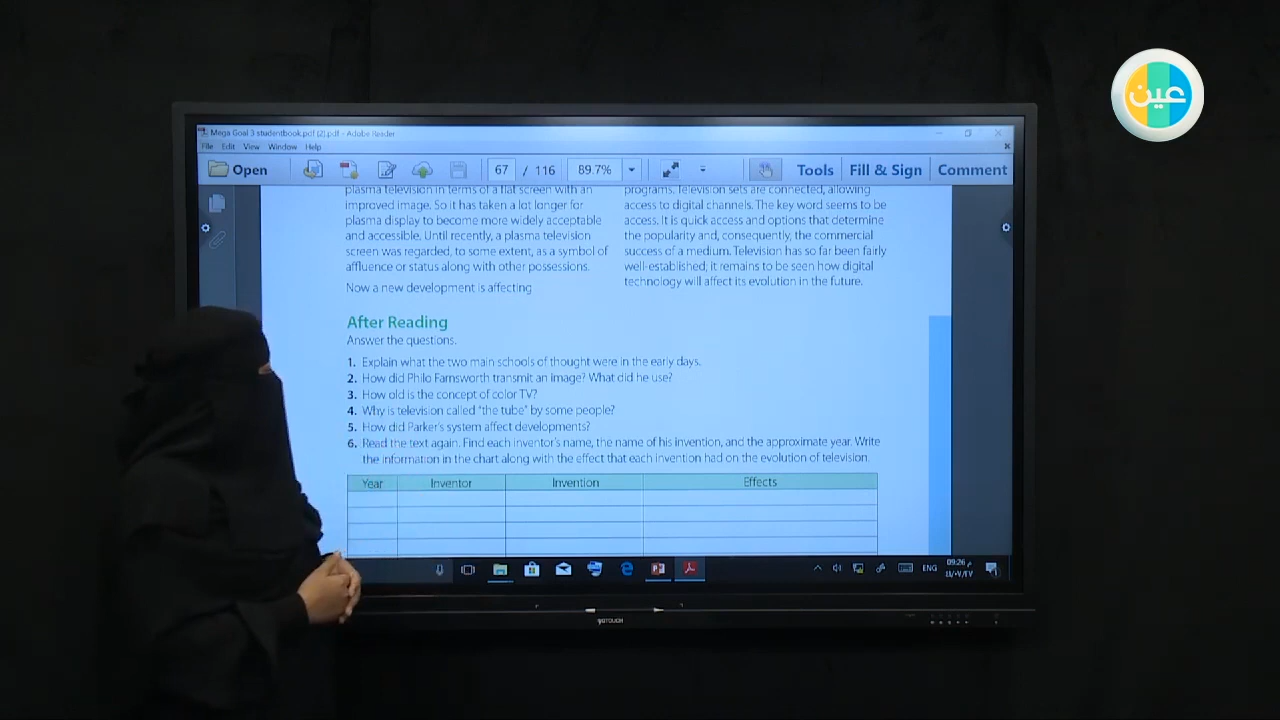 عين
Mega Goal 3 studentbook.pdf (2).pdf - Adobe Reader
File Edit View Window Help
Open 67 / 116 89.7% Tools Fill & Sign Comment
plasma television in terms of a flat screen with an
improved image. So it has taken a lot longer for
plasma display to become more widely acceptable
and accessible. Until recently, a plasma television
screen was regarded, to some extent, as a symbol of
affluence or status along with other possessions.
Now a new development is affecting
programs. Television sets are connected, allowing
access to digital channels. The key word seems to be
access. It is quick access and options that determine
the popularity and, consequently, the commercial
success of a medium. Television has so far been fairly
well-established; it remains to be seen how digital
technology will affect its evolution in the future.
After Reading
Answer the questions.
1. Explain what the two main schools of thought were in the early days.
2. How did Philo Farnsworth transmit an image? What did he use?
3. How old is the concept of color TV?
4. Why is television called "the tube" by some people?
5. How did Parker's system affect developments?
6. Read the text again. Find each inventor's name, the name of his invention, and the approximate year. Write
the information in the chart along with the effect that each invention had on the evolution of television.
Year Inventor Invention Effects
ENG
09:26 م